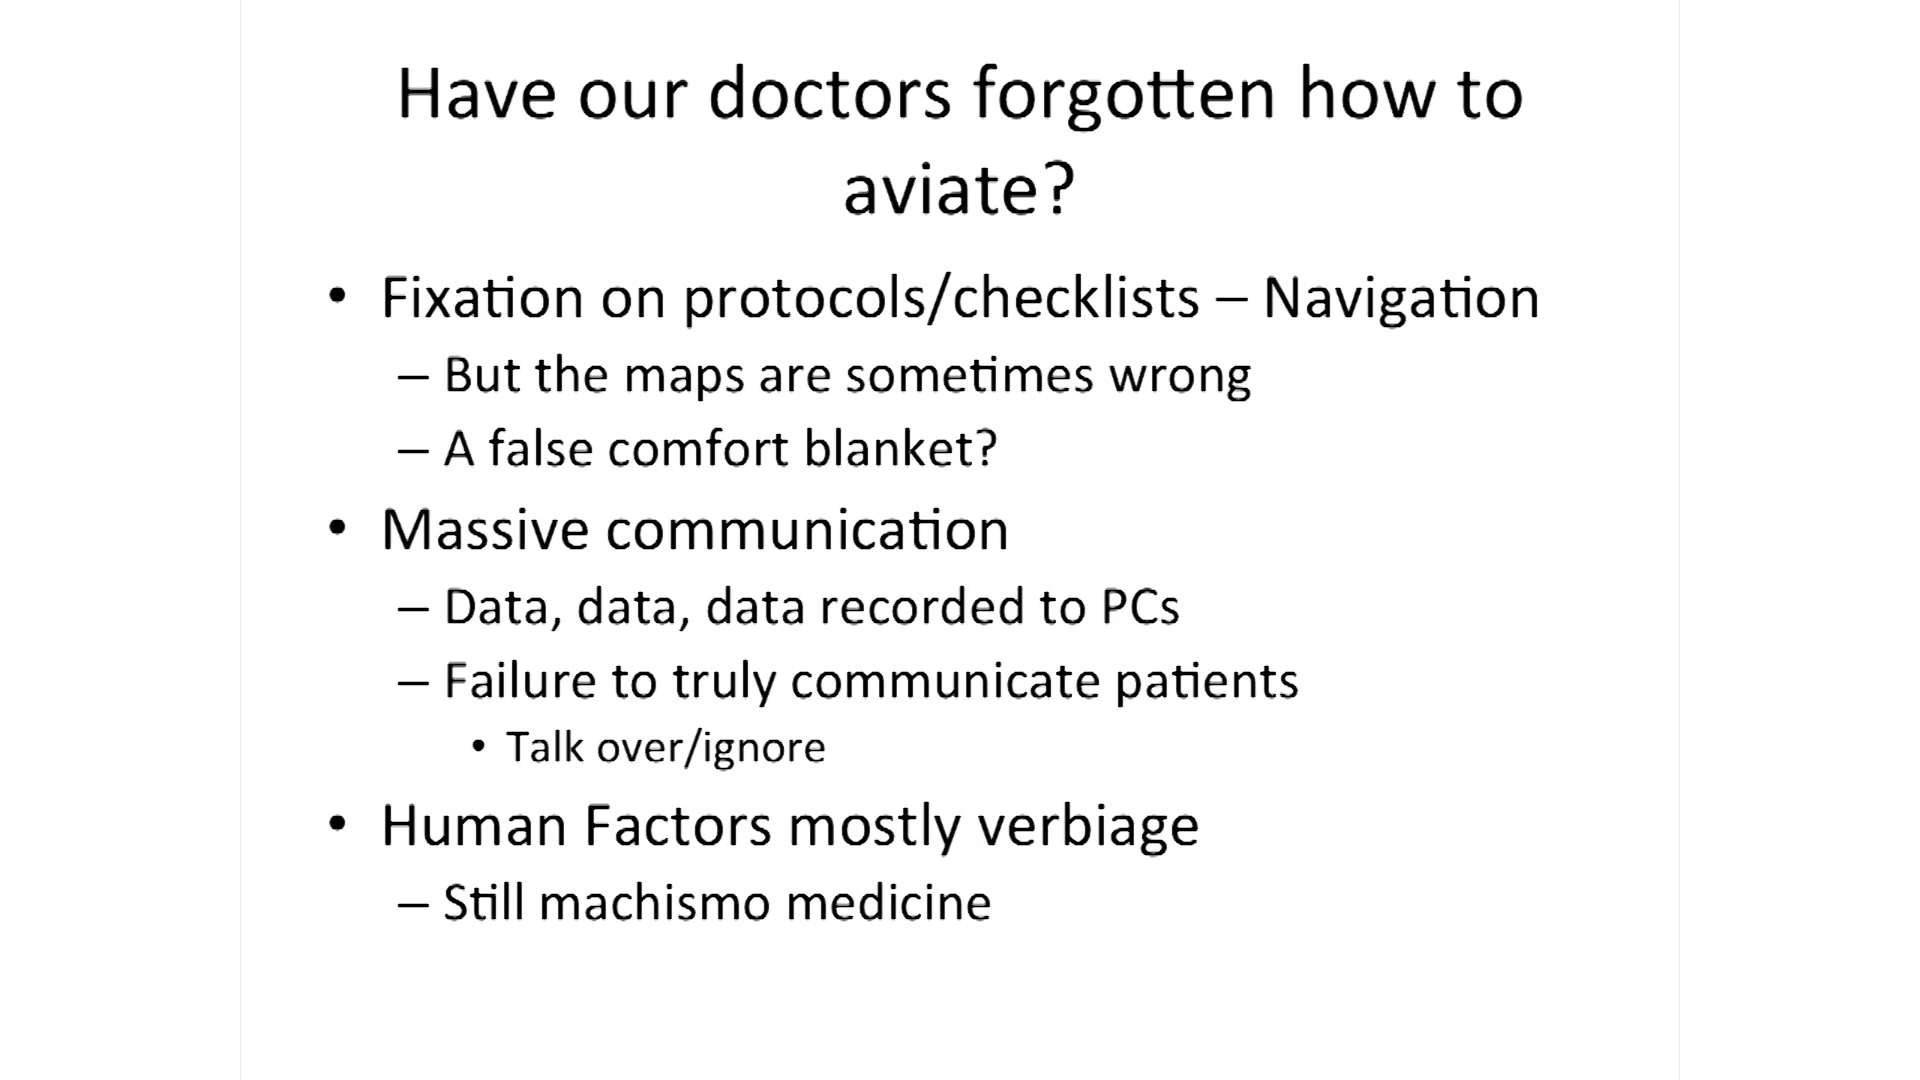 Have our doctors forgotten how to
aviate?
• Fixation on protocols/checklists – Navigation
– But the maps are sometimes wrong
– A false comfort blanket?
• Massive communication
– Data, data, data recorded to PCs
– Failure to truly communicate patients
• Talk over/ignore
• Human Factors mostly verbiage
– Still machismo medicine